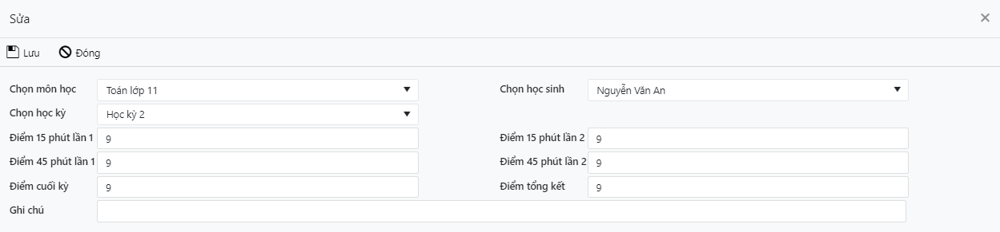 Sửa
Lưu Đóng
Chọn môn học Toán lớp 11 Chọn học sinh Nguyễn Văn An
Chọn học kỳ Học kỳ 2
Điểm 15 phút lần 1 9 Điểm 15 phút lần 2 9
Điểm 45 phút lần 1 9 Điểm 45 phút lần 2 9
Điểm cuối kỳ 9 Điểm tổng kết 9
Ghi chú